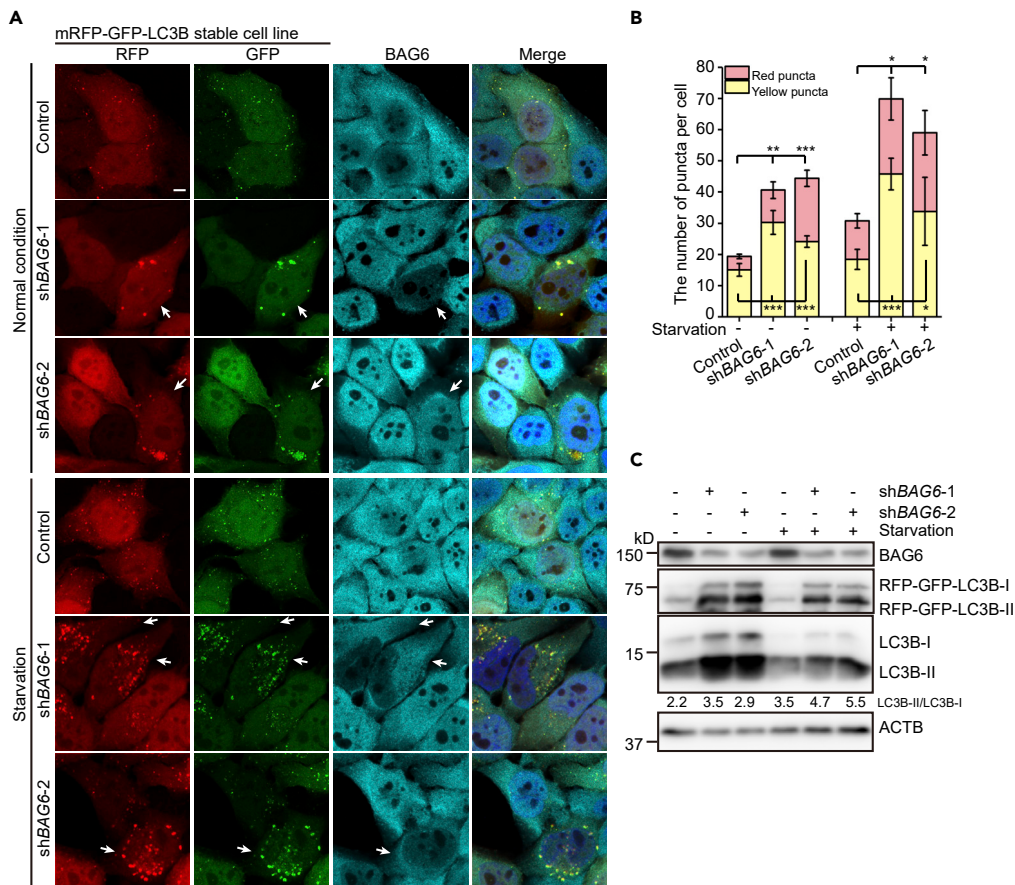 A
mRFP-GFP-LC3B stable cell line
RFP GFP BAG6 Merge
Normal condition
Control
shBAG6-1
shBAG6-2
Starvation
Control
shBAG6-1
shBAG6-2
B
The number of puncta per cell
80
70
60
50
40
30
20
10
0
Red puncta
Yellow puncta
** *** * *
*** *** *** *
Starvation - - - + + +
Control shBAG6-1 shBAG6-2 Control shBAG6-1 shBAG6-2
C
- + - - + - shBAG6-1
- - + - - + shBAG6-2
- - - + + + Starvation
kD
150 BAG6
75 RFP-GFP-LC3B-I
RFP-GFP-LC3B-II
LC3B-I
15
LC3B-II
2.2 3.5 2.9 3.5 4.7 5.5 LC3B-II/LC3B-I
ACTB
37